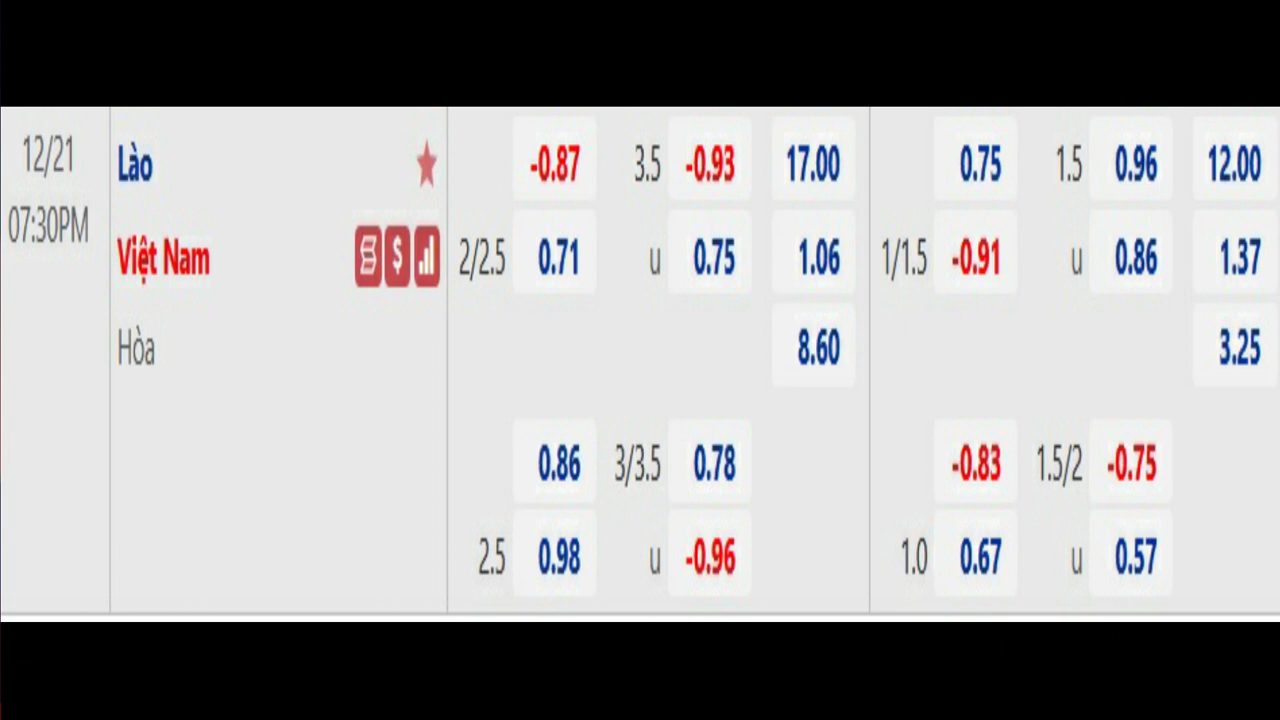 12/21 Lào -0.87 3.5 -0.93 17.00 0.75 1.5 0.96 12.00
07:30PM Việt Nam $ 2/2.5 0.71 u 0.75 1.06 1/1.5 -0.91 u 0.86 1.37
Hòa 8.60 3.25
0.86 3/3.5 0.78 -0.83 1.5/2 -0.75
2.5 0.98 u -0.96 1.0 0.67 u 0.57